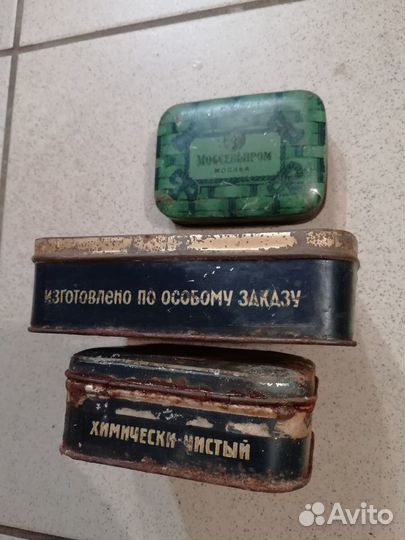 МОССЕЛЬПРОМ
МОСКВА
ИЗГОТОВЛЕНО ПО ОСОБОМУ ЗАКАЗУ
ХИМИЧЕСКИ-ЧИСТЫЙ
Avito